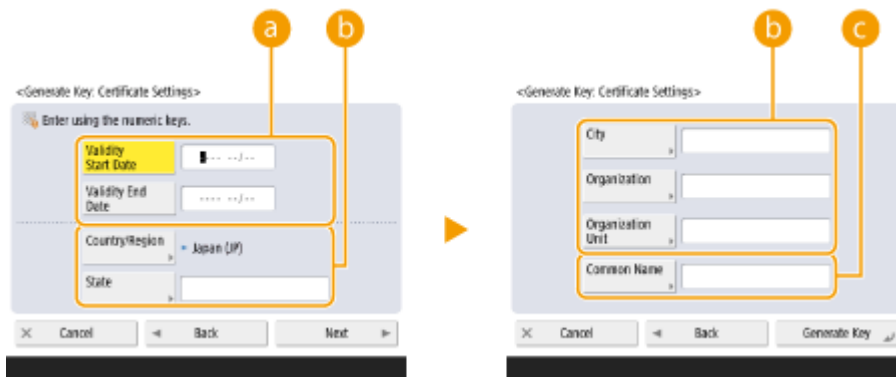 a
b
<Generate Key: Certificate Settings>
Enter using the numeric keys.
Validity
Start Date
---- --/--
Validity End
Date
---- --/--
Country/Region
Japan (JP)
State
Cancel
Back
Next
b
c
<Generate Key: Certificate Settings>
City
Organization
Organization
Unit
Common Name
Cancel
Back
Generate Key